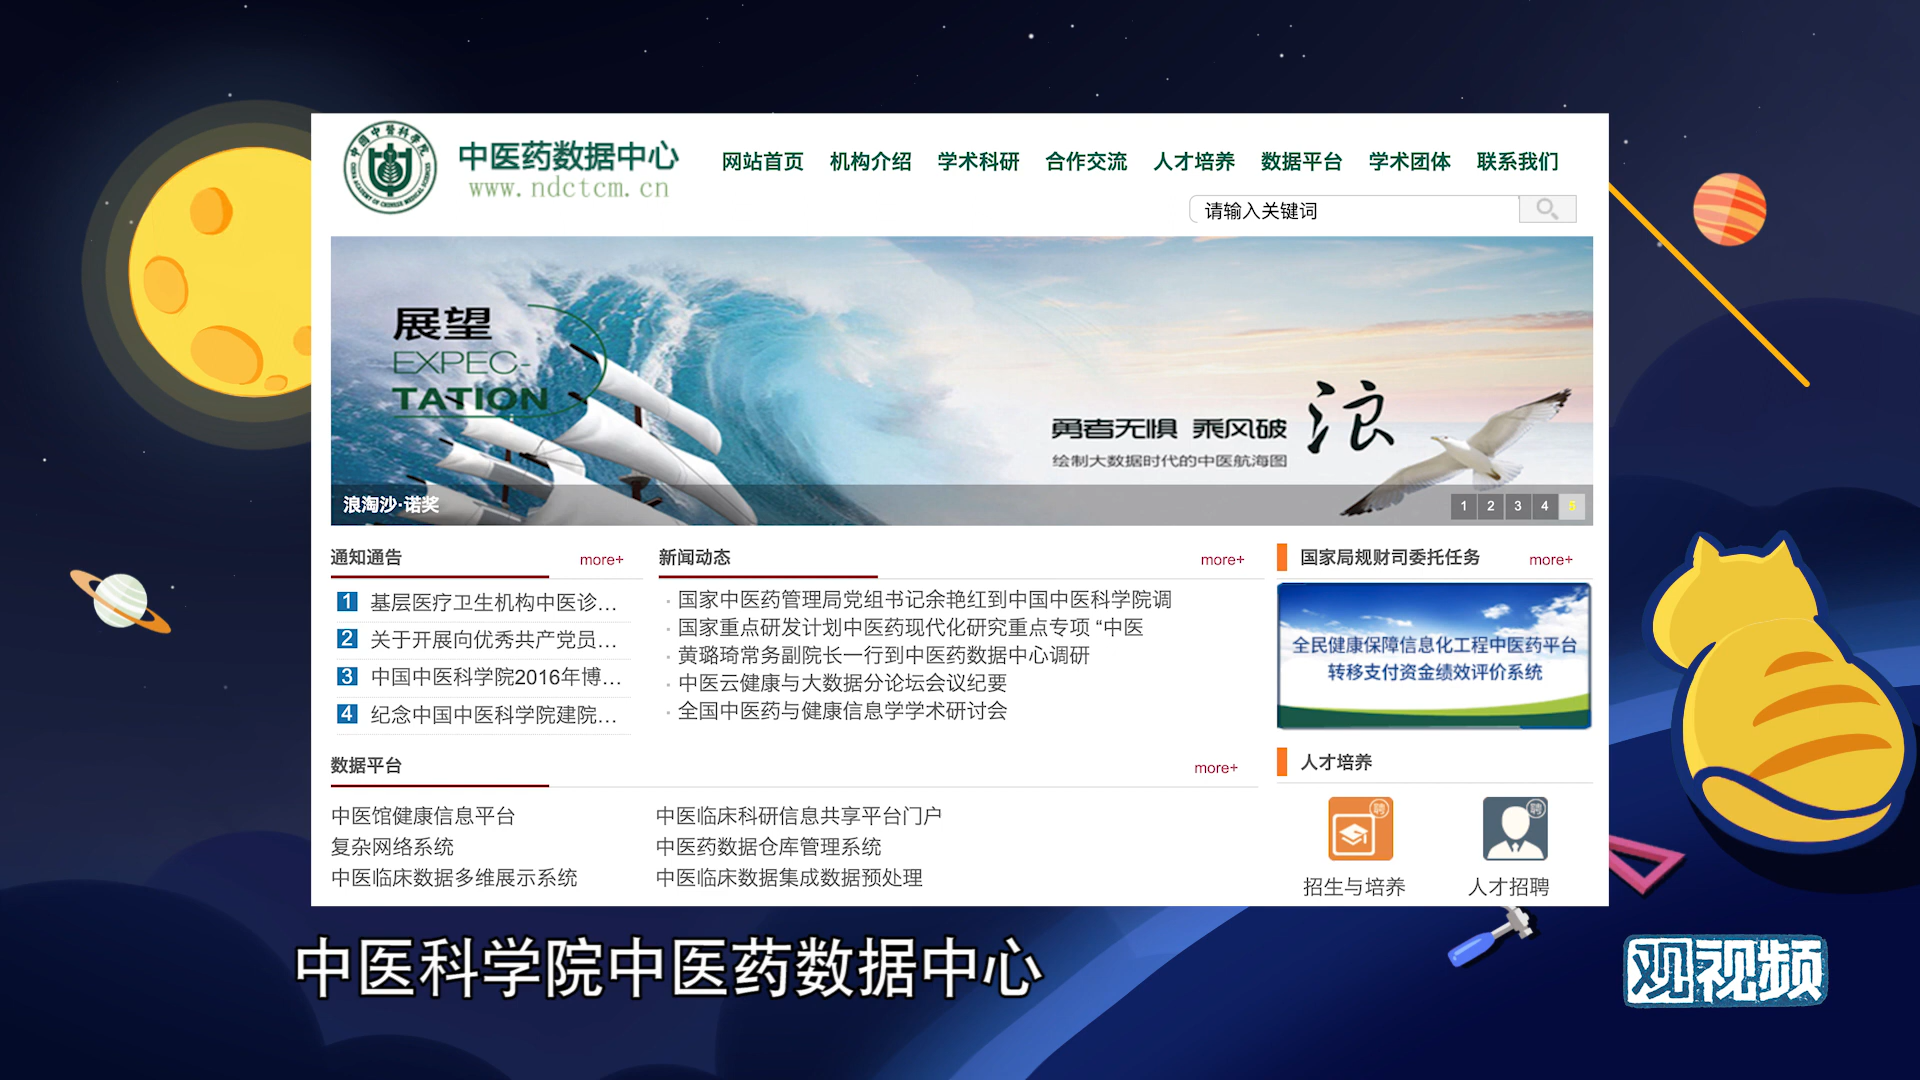 中国中医科学院
CHINA ACADEMY OF CHINESE MEDICAL SCIENCES
中医药数据中心
www.ndctcm.cn
网站首页 机构介绍 学术科研 合作交流 人才培养 数据平台 学术团体 联系我们
请输入关键词
展望
EXPEC-
TATION
勇者无惧 乘风破浪
绘制大数据时代的中医航海图
浪淘沙·诺奖
1 2 3 4 5
通知通告 more+
1 基层医疗卫生机构中医诊...
2 关于开展向优秀共产党员...
3 中国中医科学院2016年博...
4 纪念中国中医科学院建院...
新闻动态 more+
国家中医药管理局党组书记余艳红到中国中医科学院调
国家重点研发计划中医药现代化研究重点专项 “中医
黄璐琦常务副院长一行到中医药数据中心调研
中医云健康与大数据分论坛会议纪要
全国中医药与健康信息学学术研讨会
国家局规财司委托任务 more+
全民健康保障信息化工程中医药平台
转移支付资金绩效评价系统
数据平台 more+
中医馆健康信息平台 中医临床科研信息共享平台门户
复杂网络系统 中医药数据仓库管理系统
中医临床数据多维展示系统 中医临床数据集成数据预处理
人才培养
聘 聘
招生与培养 人才招聘
中医科学院中医药数据中心
观视频